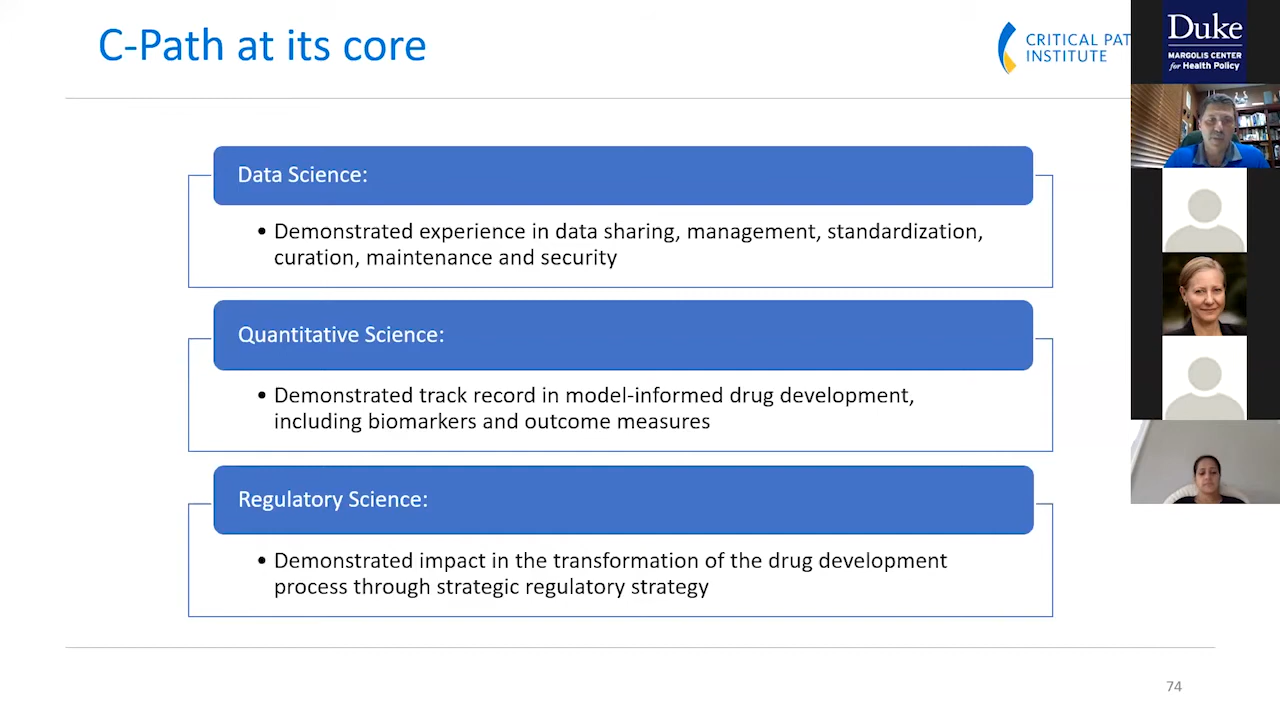 C-Path at its core
CRITICAL PAT
INSTITUTE
Duke
MARGOLIS CENTER
for Health Policy
Data Science:
• Demonstrated experience in data sharing, management, standardization,
curation, maintenance and security
Quantitative Science:
• Demonstrated track record in model-informed drug development,
including biomarkers and outcome measures
Regulatory Science:
• Demonstrated impact in the transformation of the drug development
process through strategic regulatory strategy
74